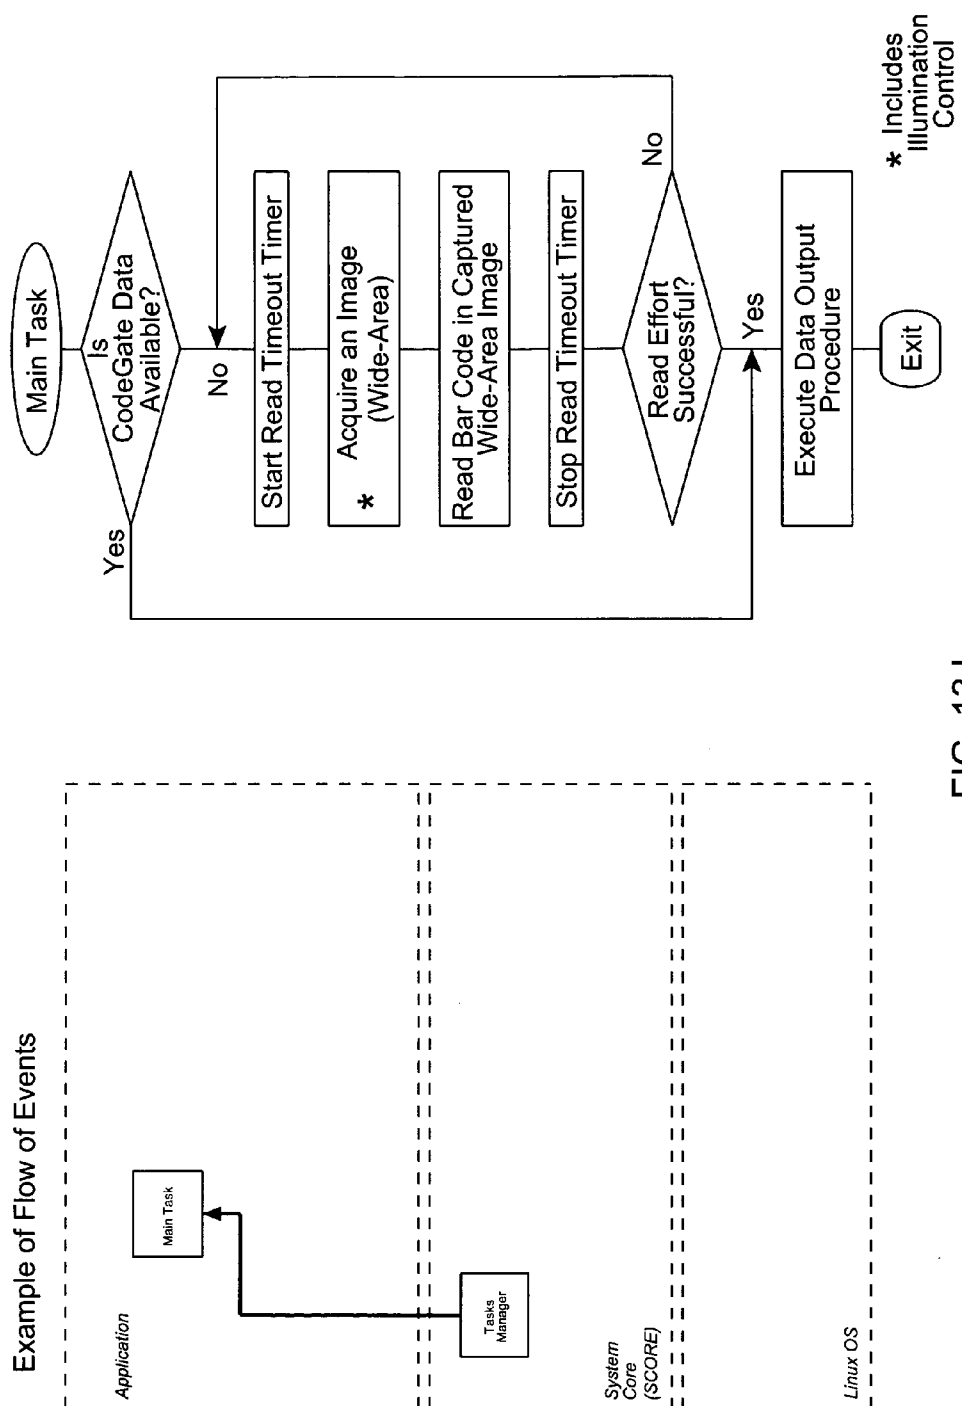 Example of Flow of Events
Application
Main Task
Tasks
Manager
System
Core
(SCORE)
Linux OS
Main Task
Is
CodeGate Data
Available?
Yes
No
Start Read Timeout Timer
* Acquire an Image
(Wide-Area)
Read Bar Code in Captured
Wide-Area Image
Stop Read Timeout Timer
Read Effort
Successful?
No
Yes
Execute Data Output
Procedure
Exit
* Includes
Illumination
Control